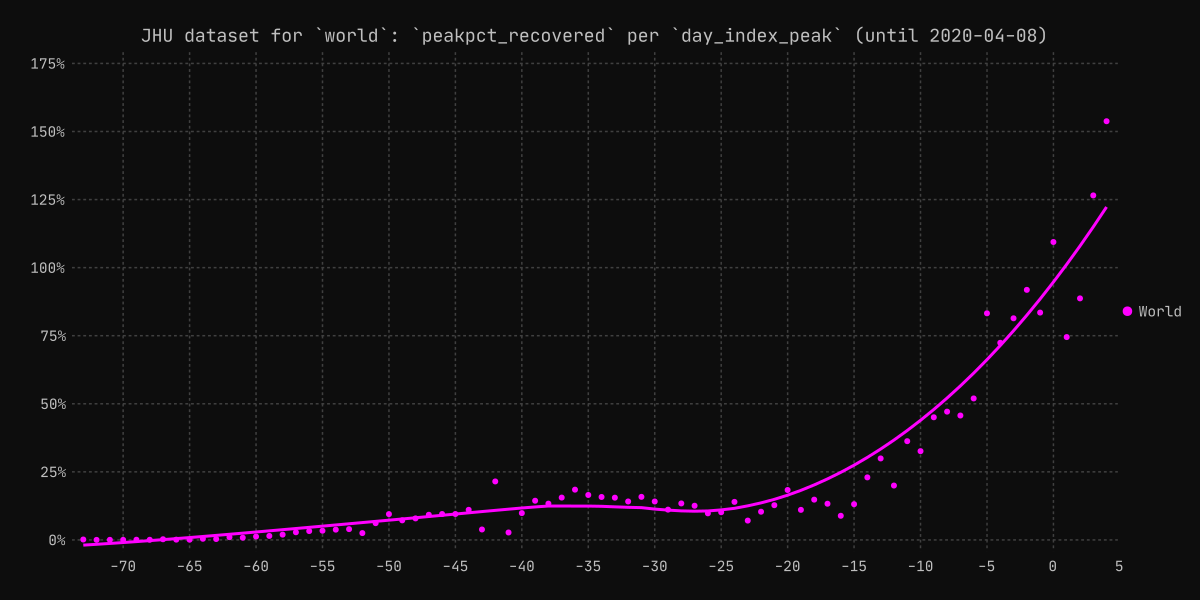 JHU dataset for `world`: `peakpct_recovered` per `day_index_peak` (until 2020-04-08)
175%
150%
125%
100%
75%
50%
25%
0%
World
-70 -65 -60 -55 -50 -45 -40 -35 -30 -25 -20 -15 -10 -5 0 5